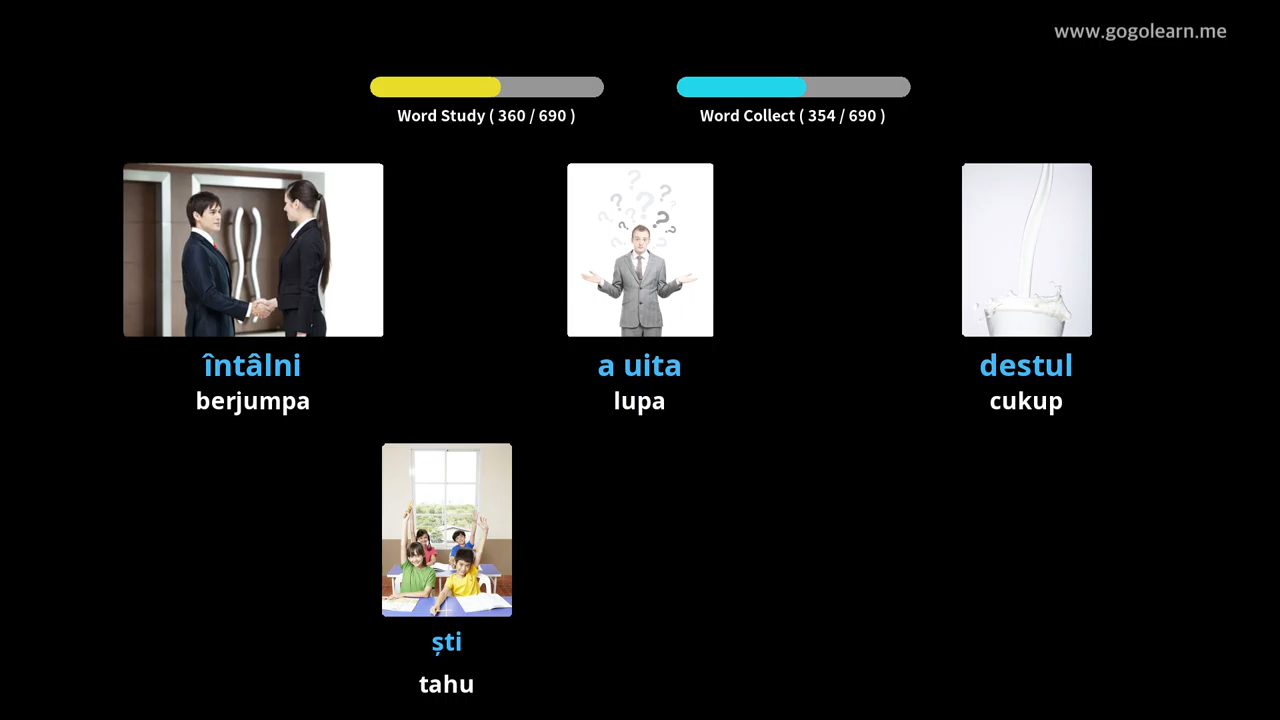 www.gogolearn.me
Word Study ( 360 / 690 )
Word Collect ( 354 / 690 )
întâlni
berjumpa
a uita
lupa
destul
cukup
ști
tahu